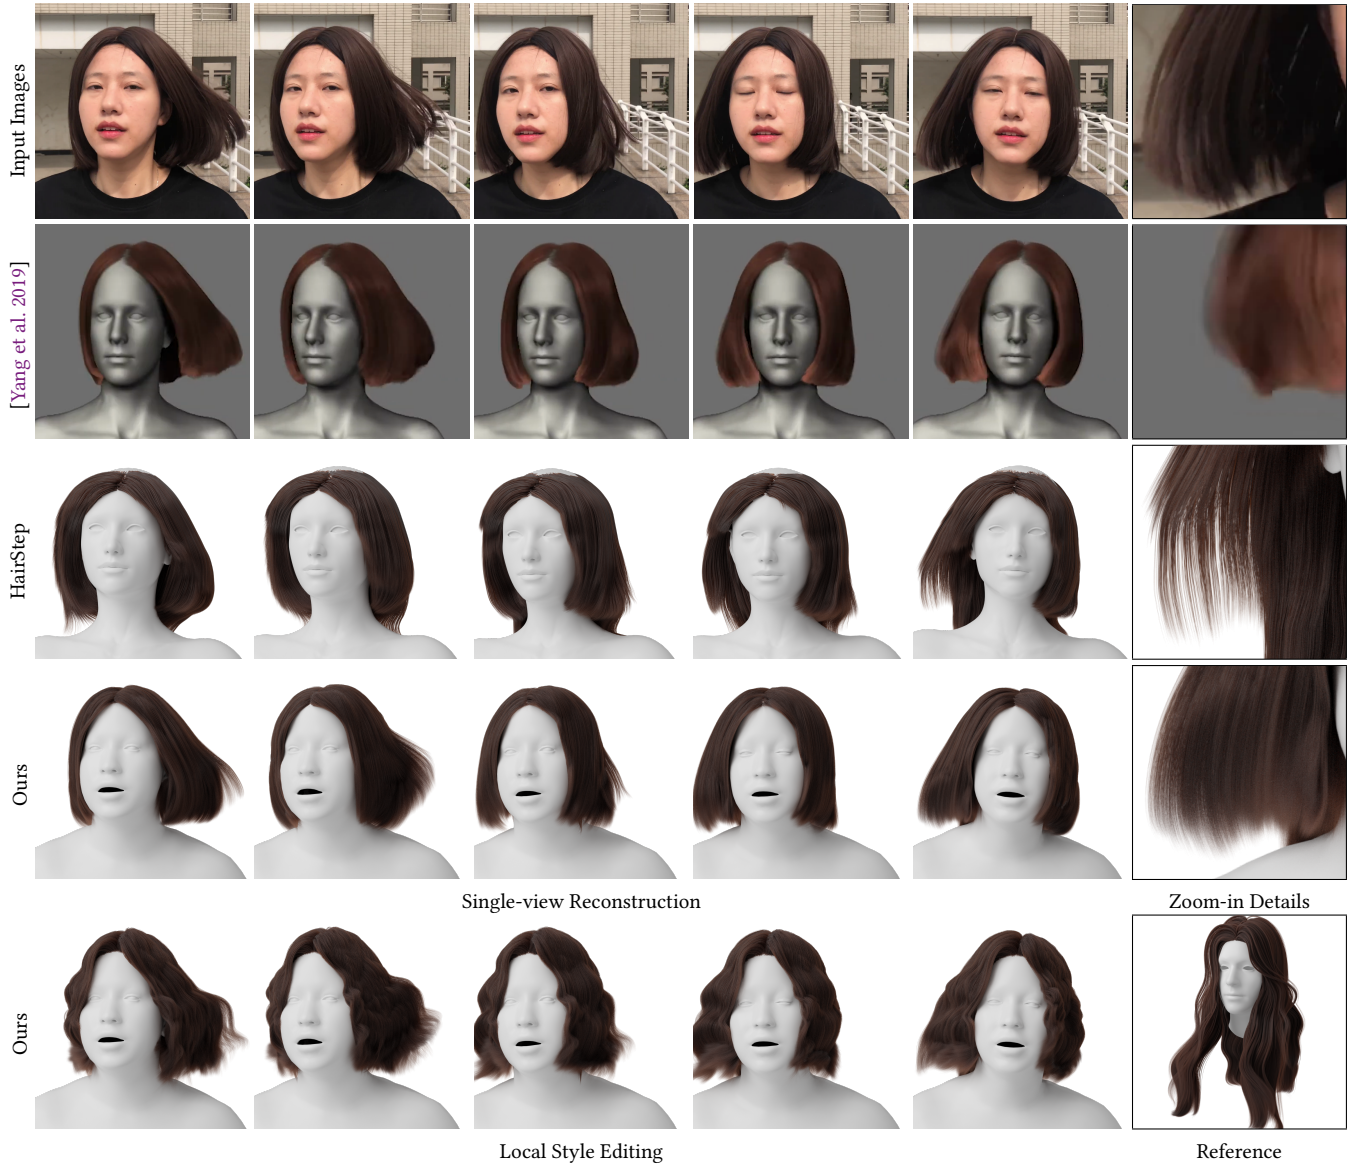 Input Images
[Yang et al. 2019]
HairStep
Ours
Single-view Reconstruction
Zoom-in Details
Ours
Local Style Editing
Reference